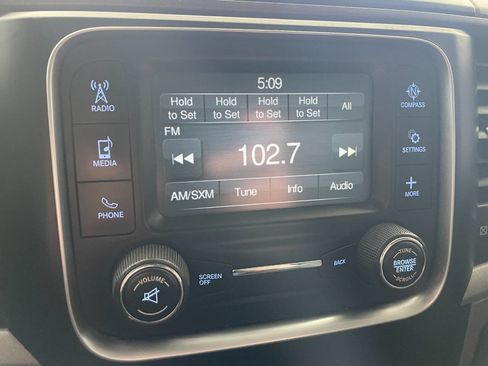 5:09
Hold Hold Hold Hold All
to Set to Set to Set to Set
FM
102.7
AM/SXM Tune Info Audio
RADIO
MEDIA
PHONE
COMPASS
SETTINGS
MORE
VOLUME
SCREEN
OFF
BACK
TUNE
BROWSE
ENTER
SCROLL